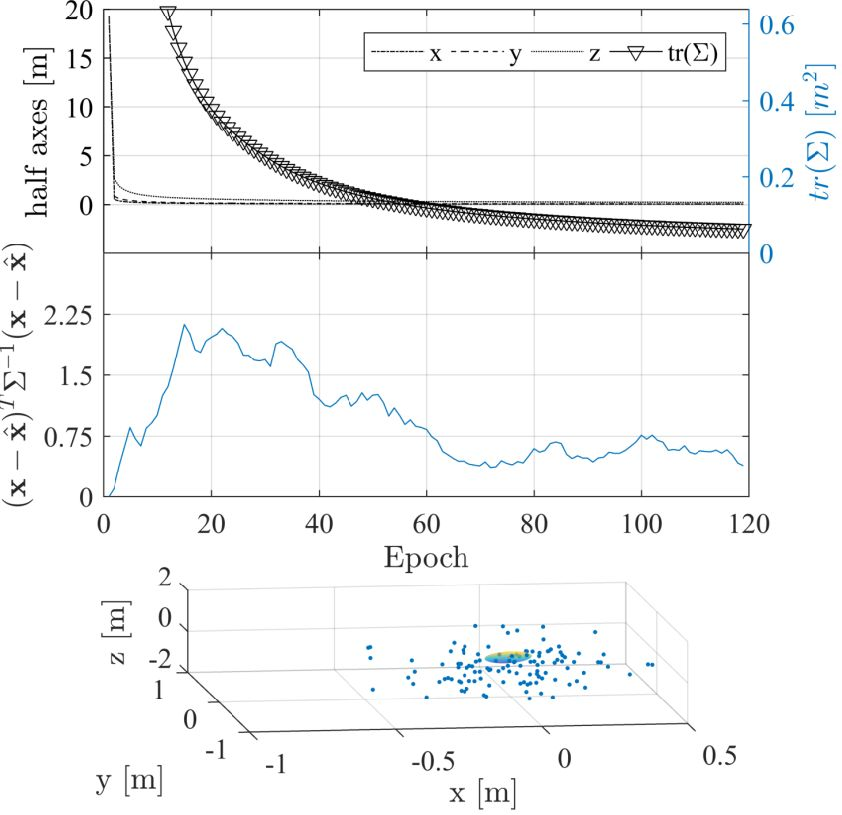 20
15
10
5
0
half axes [m]
x y z tr(Σ)
0.6
0.4
0.2
0
tr(Σ) [m²]
2.25
1.5
0.75
0
(𝐱 − 𝐱̂)ᵀΣ⁻¹(𝐱 − 𝐱̂)
0 20 40 60 80 100 120
Epoch
2
0
-2
z [m]
1
0
-1
y [m]
-1 -0.5 0 0.5
x [m]